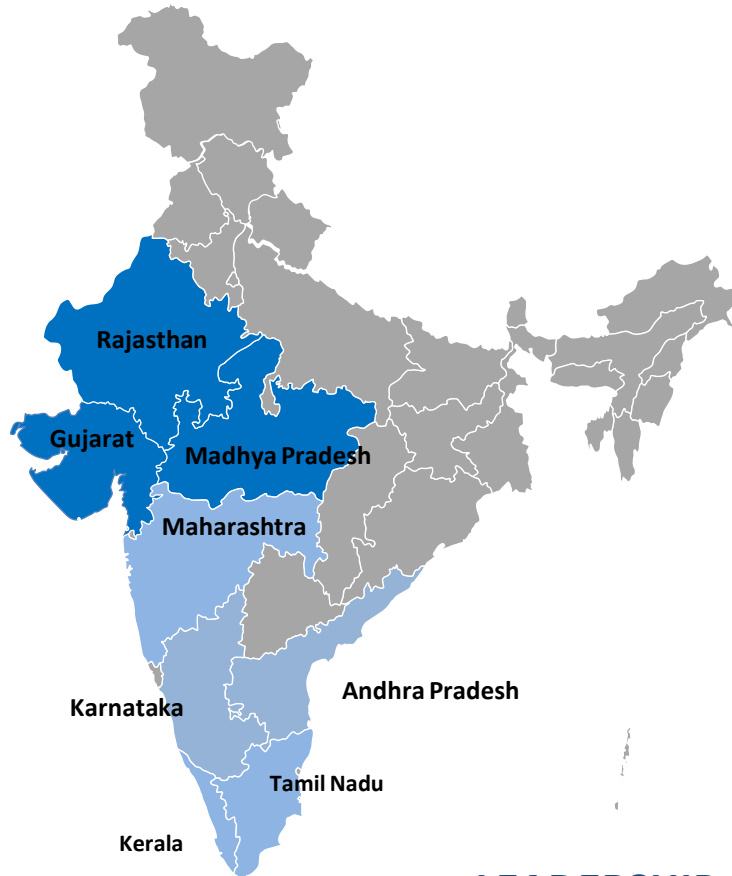 Rajasthan
Gujarat
Madhya Pradesh
Maharashtra
Andhra Pradesh
Karnataka
Tamil Nadu
Kerala